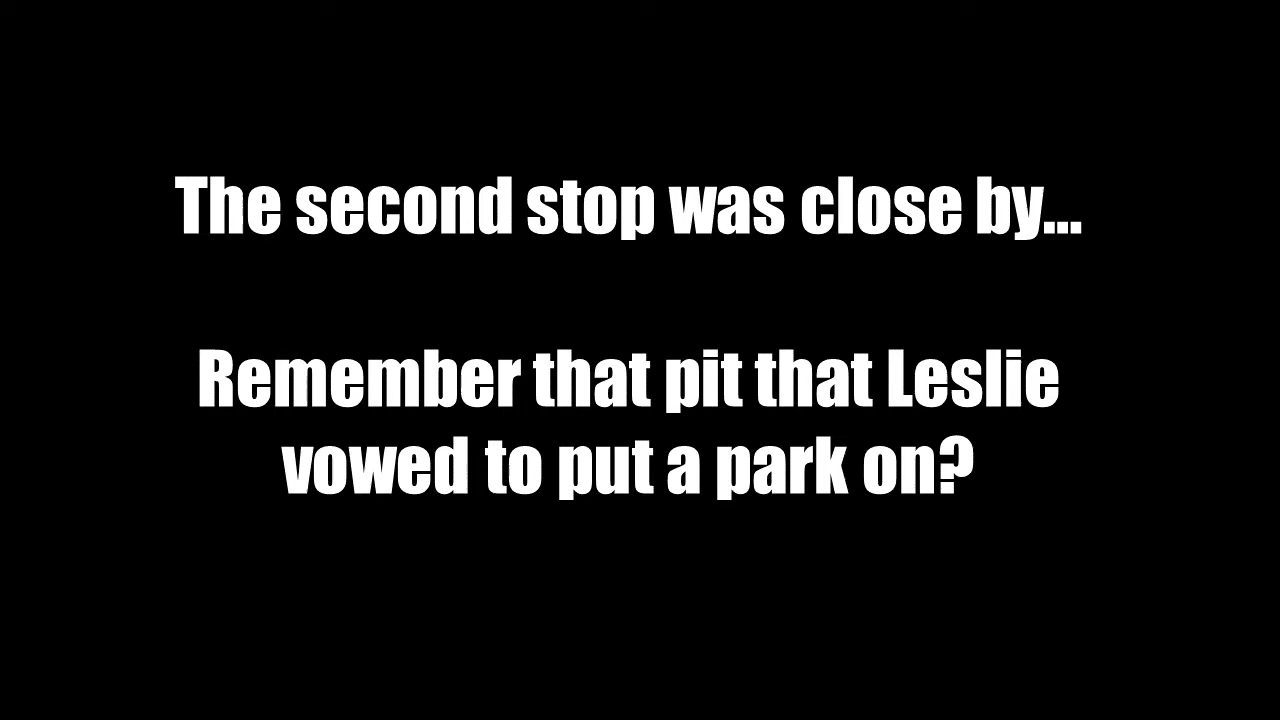 The second stop was close by...
Remember that pit that Leslie
vowed to put a park on?